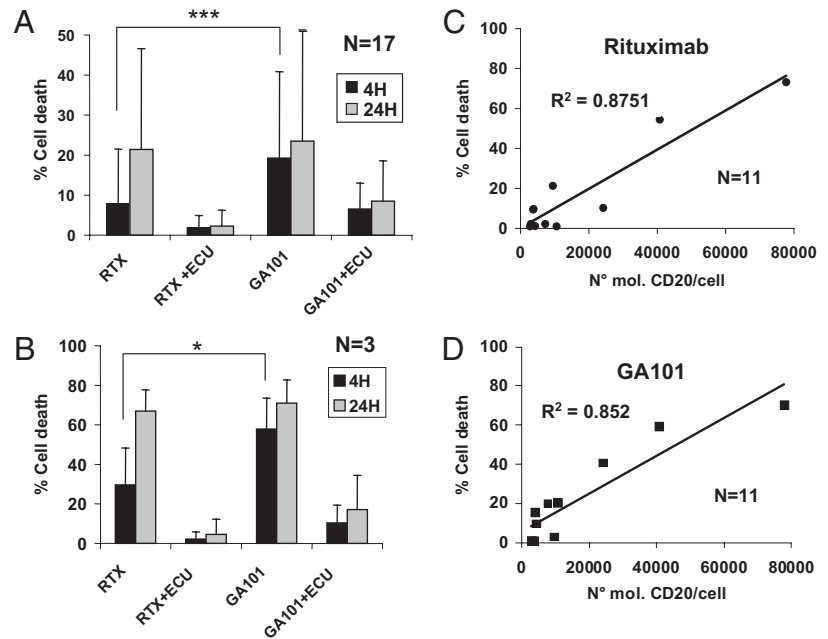 A
***
N=17
4H
24H
% Cell death
50
40
30
20
10
0
RTX
RTX +ECU
GA101
GA101+ECU
B
*
N=3
4H
24H
% Cell death
100
80
60
40
20
0
RTX
RTX+ECU
GA101
GA101+ECU
C
Rituximab
R² = 0.8751
N=11
% Cell death
100
80
60
40
20
0
0 20000 40000 60000 80000
N° mol. CD20/cell
D
GA101
R² = 0.852
N=11
% Cell death
100
80
60
40
20
0
0 20000 40000 60000 80000
N° mol. CD20/cell